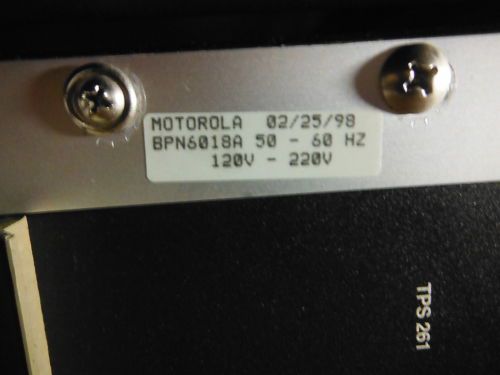 MOTOROLA 02/25/98
BPN6018A 50 - 60 HZ
120V - 220V
TPS 261